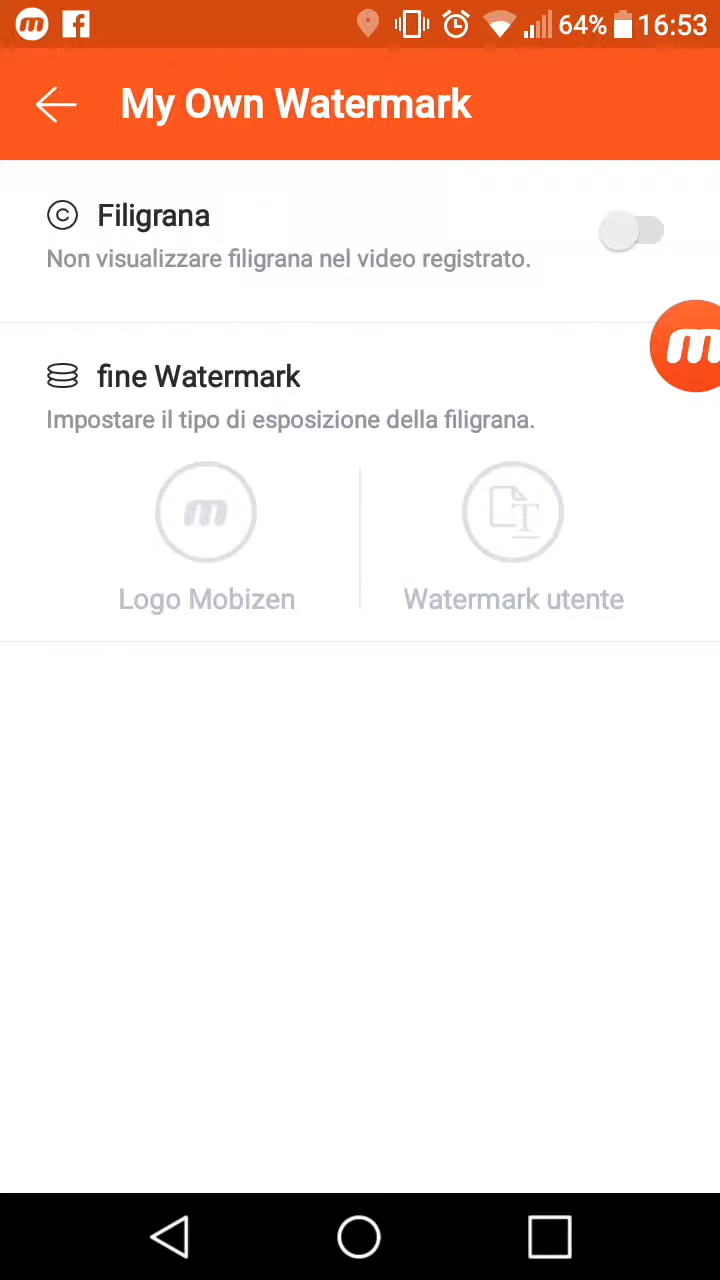 64% 16:53
My Own Watermark
Filigrana
Non visualizzare filigrana nel video registrato.
fine Watermark
Impostare il tipo di esposizione della filigrana.
Logo Mobizen
Watermark utente